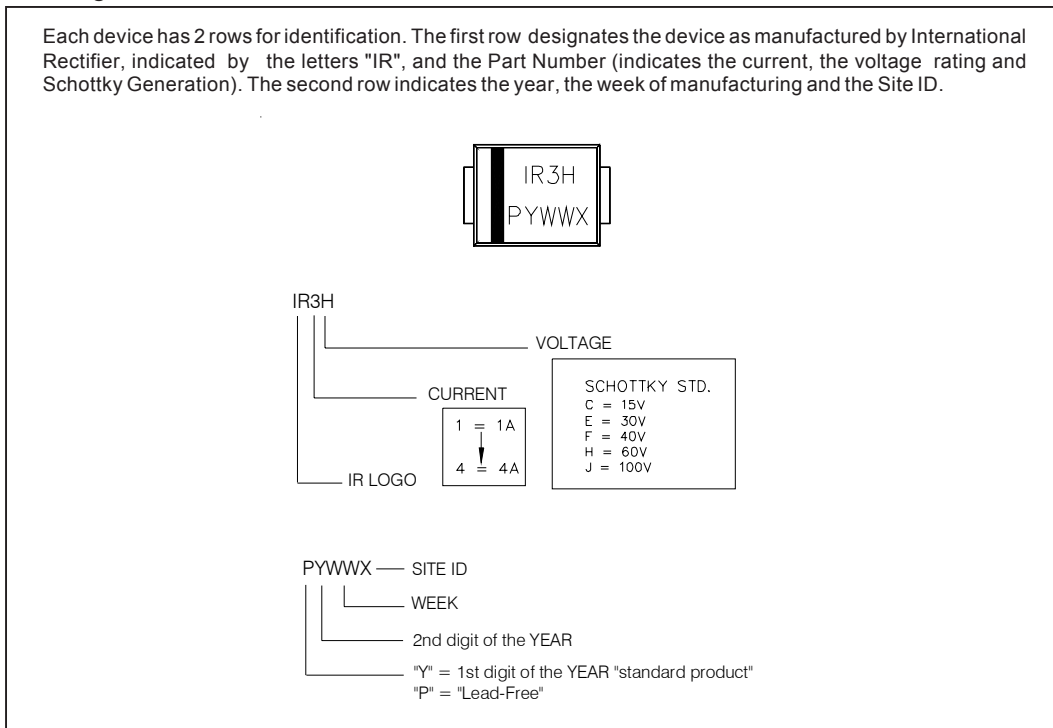 Each device has 2 rows for identification. The first row designates the device as manufactured by International
Rectifier, indicated by the letters "IR", and the Part Number (indicates the current, the voltage rating and
Schottky Generation). The second row indicates the year, the week of manufacturing and the Site ID.
IR3H
PYWWX
IR3H
VOLTAGE
SCHOTTKY STD.
C = 15V
E = 30V
F = 40V
H = 60V
J = 100V
CURRENT
1 = 1A
4 = 4A
IR LOGO
PYWWX
SITE ID
WEEK
2nd digit of the YEAR
"Y" = 1st digit of the YEAR "standard product"
"P" = "Lead-Free"